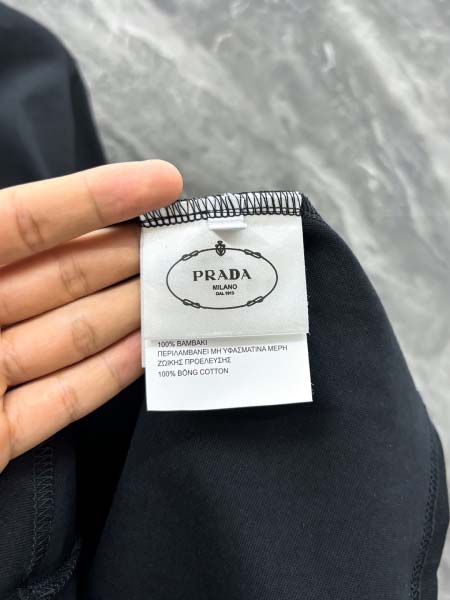 PRADA
MILANO
DAL 1913
100% ΒΑΜΒΑΚΙ
ΠΕΡΙΛΑΜΒΑΝΕΙ ΜΗ ΥΦΑΣΜΑΤΙΝΑ ΜΕΡΗ
ΖΩΙΚΗΣ ΠΡΟΕΛΕΥΣΗΣ
100% BÔNG COTTON